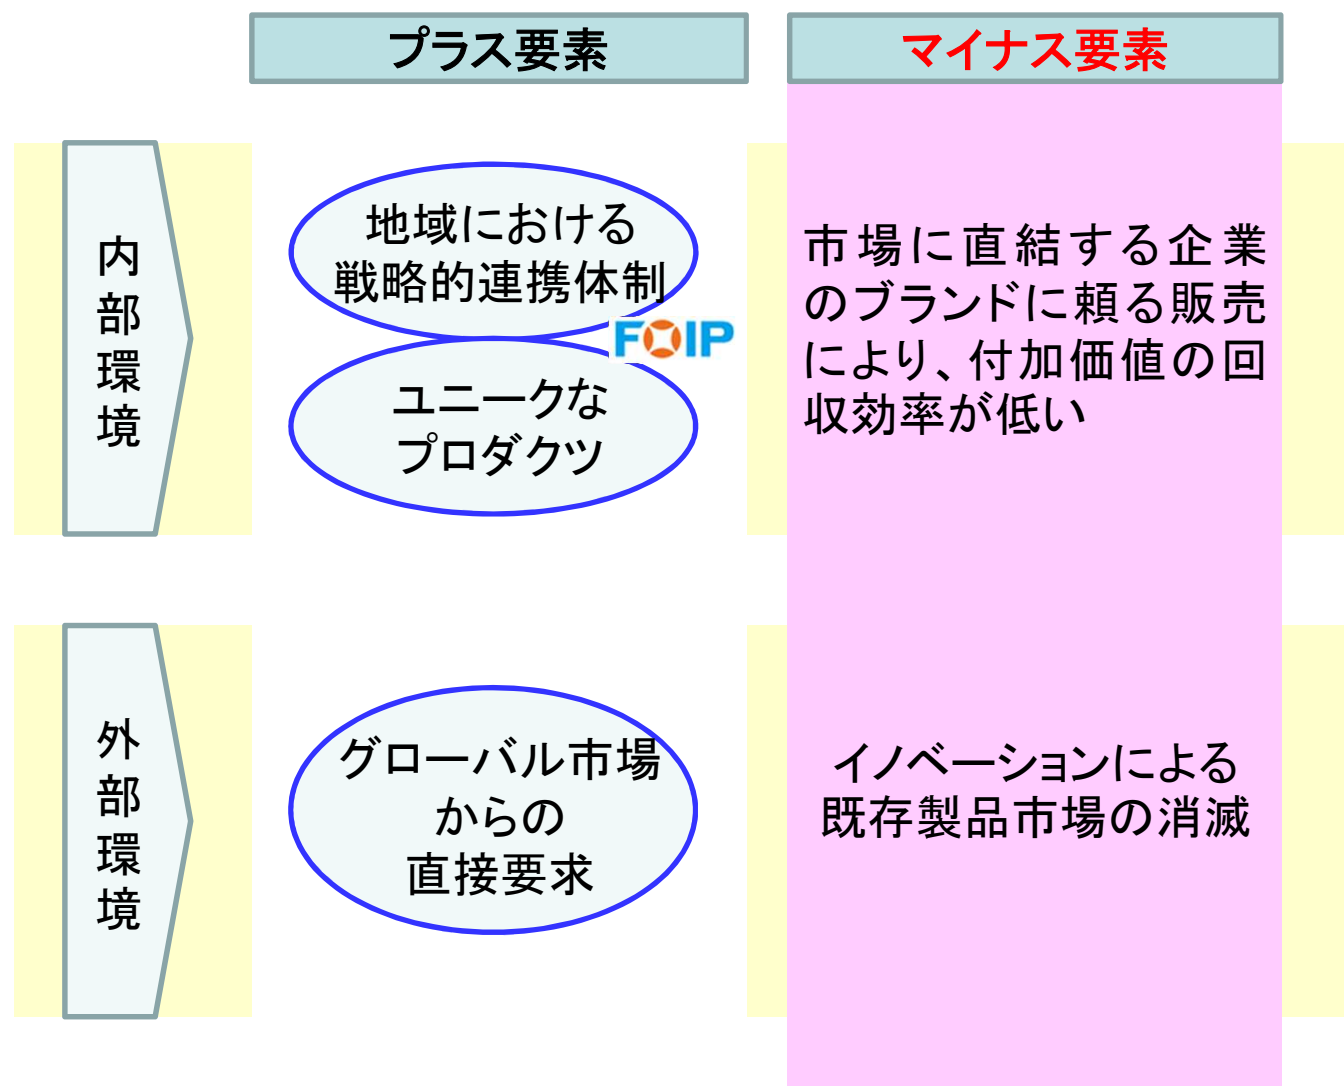 プラス要素
マイナス要素
内部環境
地域における
戦略的連携体制
FOIP
ユニークな
プロダクツ
市場に直結する企業
のブランドに頼る販売
により、付加価値の回
収効率が低い
外部環境
グローバル市場
からの
直接要求
イノベーションによる
既存製品市場の消滅